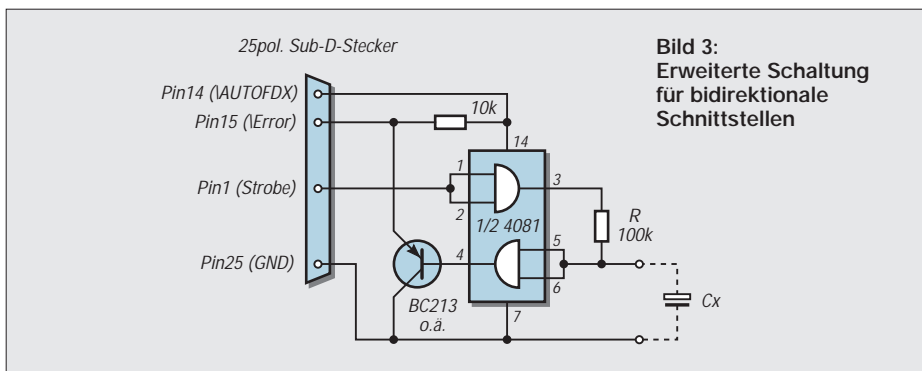 25pol. Sub-D-Stecker
Bild 3:
Erweiterte Schaltung
für bidirektionale
Schnittstellen
Pin14 (\AUTOFDX)
Pin15 (\Error)
10k
14
1
3
Pin1 (Strobe)
2
1/2 4081
R
100k
5
4
6
Pin25 (GND)
BC213
o.ä.
7
Cx